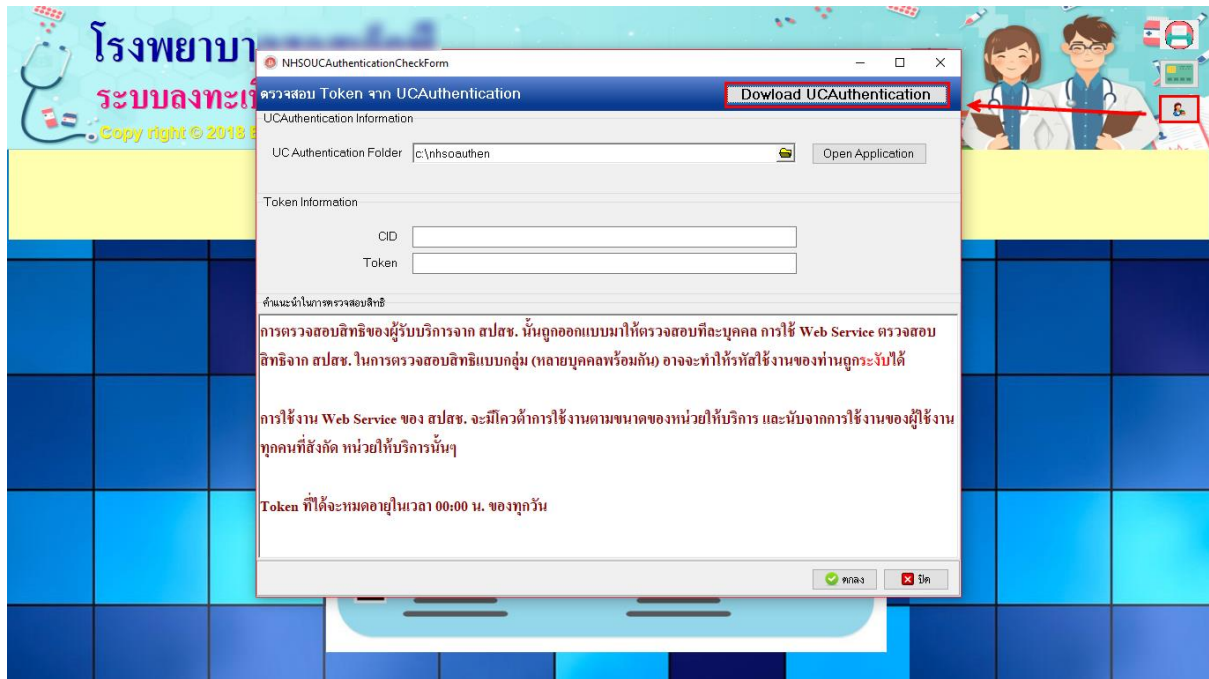 โรงพยาบา
NHSOUCAuthenticationCheckForm
ระบบลงทะเ
ตรวจสอบ Token จาก UCAuthentication
Dowload UCAuthentication
Copy right © 2018
UCAuthentication Information
UC Authentication Folder
c:\nhsoauthen
Open Application
Token Information
CID
Token
คำแนะนำในการตรวจสอบสิทธิ
การตรวจสอบสิทธิของผู้รับบริการจาก สปสช. นั้นถูกออกแบบมาให้ตรวจสอบทีละบุคคล การใช้ Web Service ตรวจสอบ
สิทธิจาก สปสช. ในการตรวจสอบสิทธิแบบกลุ่ม (หลายบุคคลพร้อมกัน) อาจจะทำให้รหัสใช้งานของท่านถูกระงับได้
การใช้งาน Web Service ของ สปสช. จะมีโควต้าการใช้งานตามขนาดของหน่วยให้บริการ และนับจากการใช้งานของผู้ใช้งาน
ทุกคนที่สังกัด หน่วยให้บริการนั้นๆ
Token ที่ได้จะหมดอายุในเวลา 00:00 น. ของทุกวัน
ตกลง
ปิด